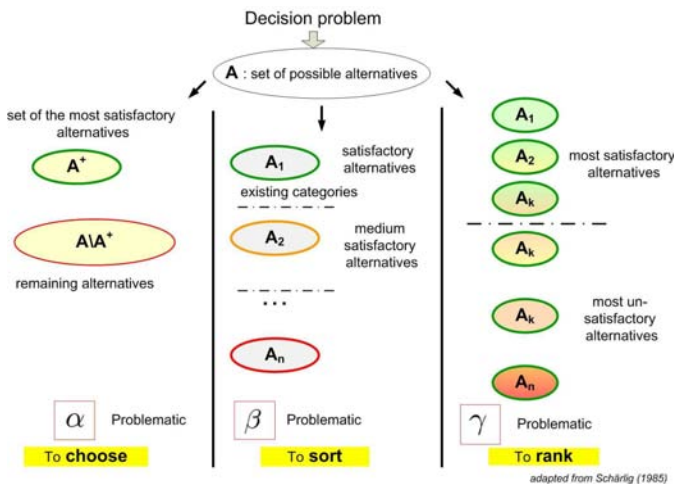 Decision problem
A : set of possible alternatives
set of the most satisfactory
alternatives
A+
A\A+
remaining alternatives
α Problematic
To choose
A1
satisfactory
alternatives
existing categories
A2
medium
satisfactory
alternatives
...
An
β Problematic
To sort
A1
A2
most satisfactory
alternatives
Ak
Ak
Ak
most un-
satisfactory
alternatives
An
γ Problematic
To rank
adapted from Schärlig (1985)